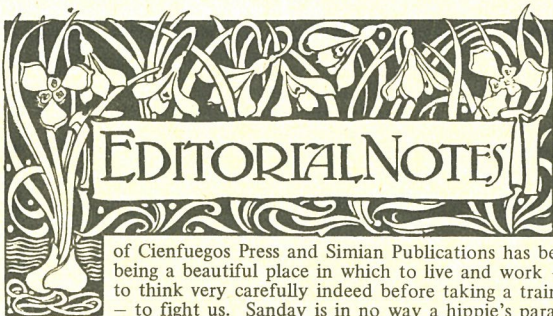 EDITORIAL NOTES
of Cienfuegos Press and Simian Publications has be
being a beautiful place in which to live and work
to think very carefully indeed before taking a train
– to fight us. Sanday is in no way a hippie's para